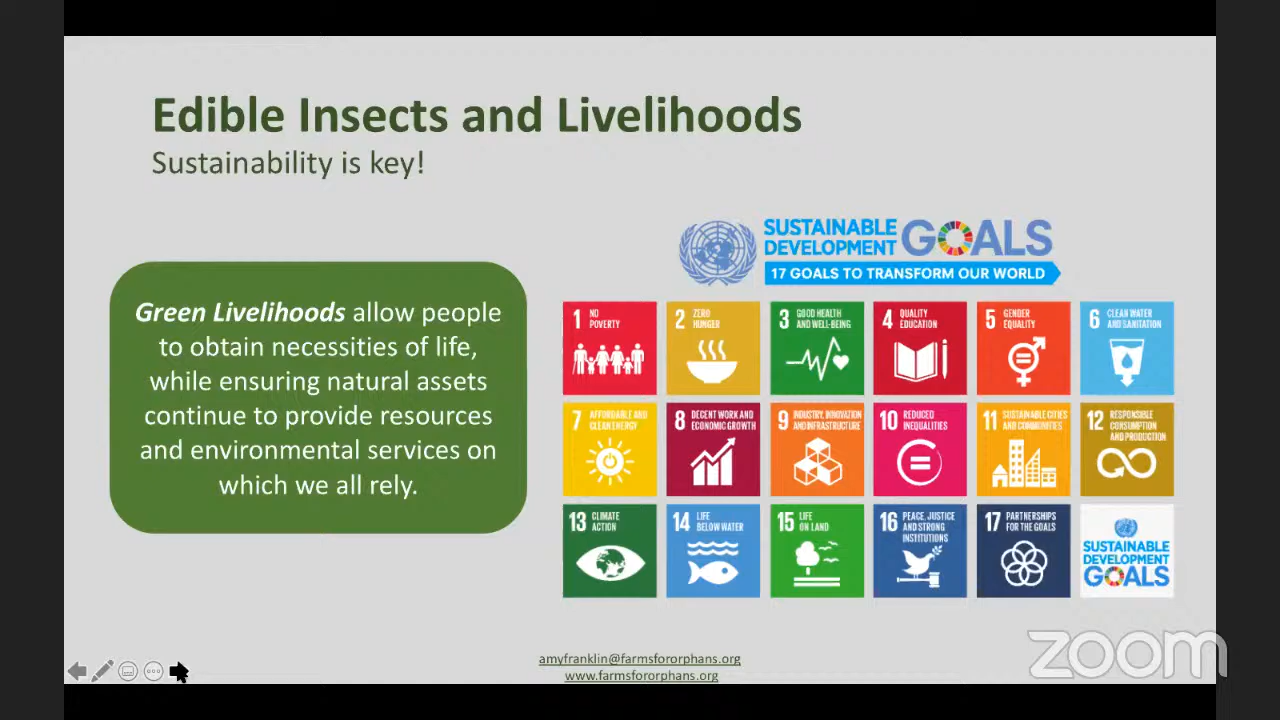 Edible Insects and Livelihoods
Sustainability is key!
Green Livelihoods allow people
to obtain necessities of life,
while ensuring natural assets
continue to provide resources
and environmental services on
which we all rely.
SUSTAINABLE
DEVELOPMENT
GOALS
17 GOALS TO TRANSFORM OUR WORLD
1 NO
POVERTY
2 ZERO
HUNGER
3 GOOD HEALTH
AND WELL-BEING
4 QUALITY
EDUCATION
5 GENDER
EQUALITY
6 CLEAN WATER
AND SANITATION
7 AFFORDABLE AND
CLEAN ENERGY
8 DECENT WORK AND
ECONOMIC GROWTH
9 INDUSTRY, INNOVATION
AND INFRASTRUCTURE
10 REDUCED
INEQUALITIES
11 SUSTAINABLE CITIES
AND COMMUNITIES
12 RESPONSIBLE
CONSUMPTION
AND PRODUCTION
13 CLIMATE
ACTION
14 LIFE
BELOW WATER
15 LIFE
ON LAND
16 PEACE, JUSTICE
AND STRONG
INSTITUTIONS
17 PARTNERSHIPS
FOR THE GOALS
SUSTAINABLE
DEVELOPMENT
GOALS
amyfranklin@farmsfororphans.org
www.farmsfororphans.org
zoom